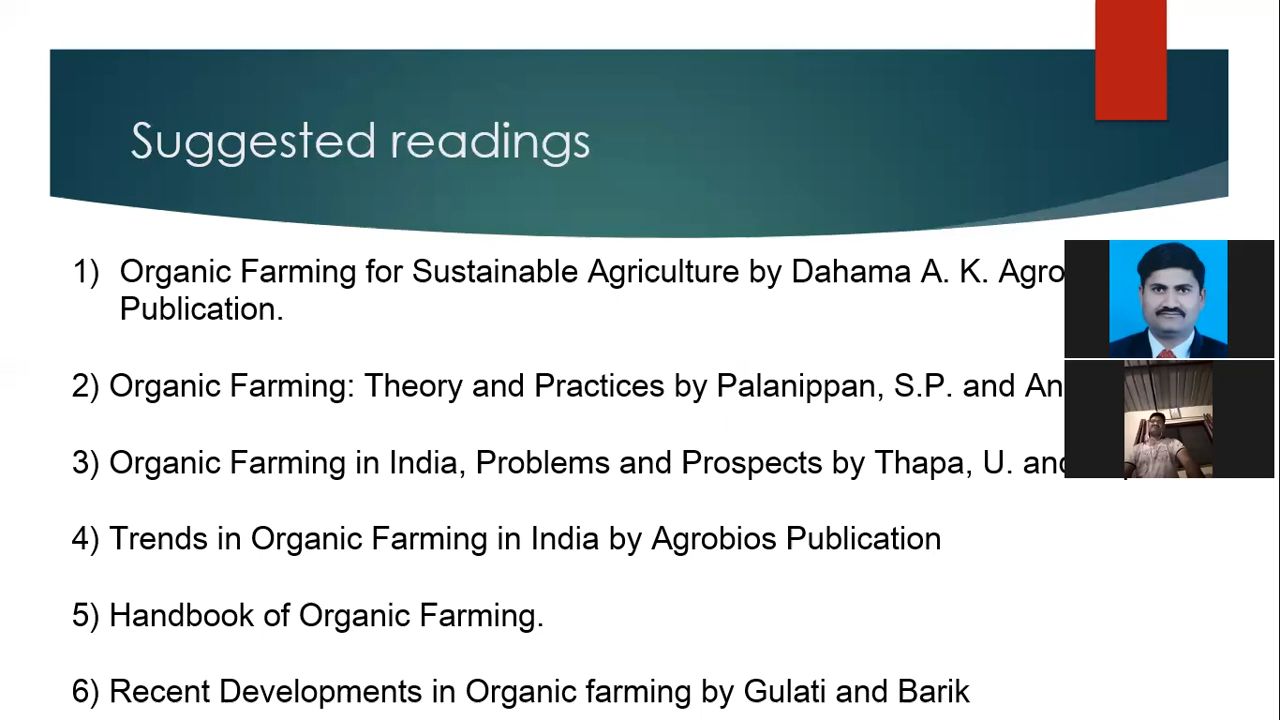 Suggested readings
1) Organic Farming for Sustainable Agriculture by Dahama A. K. Agro
Publication.
2) Organic Farming: Theory and Practices by Palanippan, S.P. and
3) Organic Farming in India, Problems and Prospects by Thapa, U. and
4) Trends in Organic Farming in India by Agrobios Publication
5) Handbook of Organic Farming.
6) Recent Developments in Organic farming by Gulati and Barik